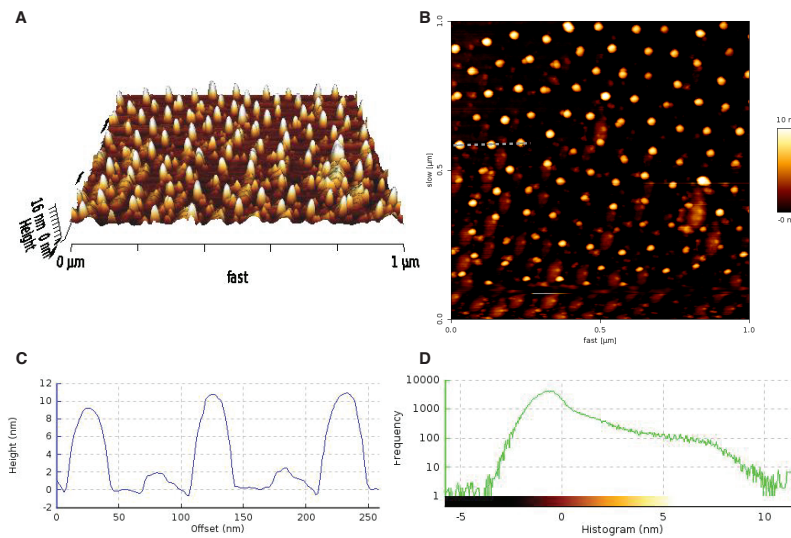 A
16 nm 0 nm
Height
0 µm
1 µm
fast
B
1.0
slow [µm]
0.5
0.0
0.0
0.5
1.0
fast [µm]
10 n
-0 n
C
12
10
8
6
4
2
0
-2
Height (nm)
0
50
100
150
200
250
Offset (nm)
D
10000
1000
100
10
1
Frequency
-5
0
5
10
Histogram (nm)